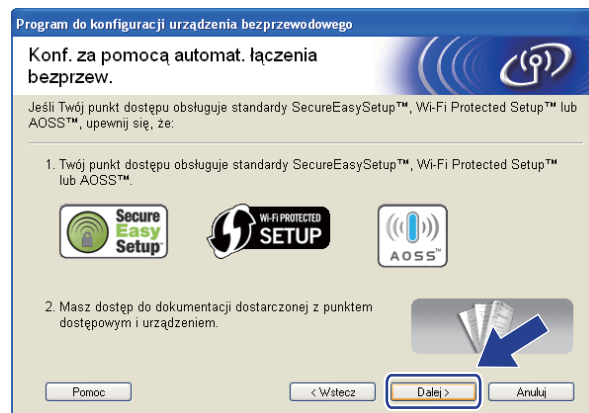 Program do konfiguracji urządzenia bezprzewodowego
Konf. za pomocą automat. łączenia
bezprzew.
Jeśli Twój punkt dostępu obsługuje standardy SecureEasySetup™, Wi-Fi Protected Setup™ lub
AOSS™, upewnij się, że:
1. Twój punkt dostępu obsługuje standardy SecureEasySetup™, Wi-Fi Protected Setup™
lub AOSS™.
Secure
Easy
Setup™
WI-FI PROTECTED
SETUP
AOSS™
2. Masz dostęp do dokumentacji dostarczonej z punktem
dostępowym i urządzeniem.
Pomoc
< Wstecz
Dalej >
Anuluj